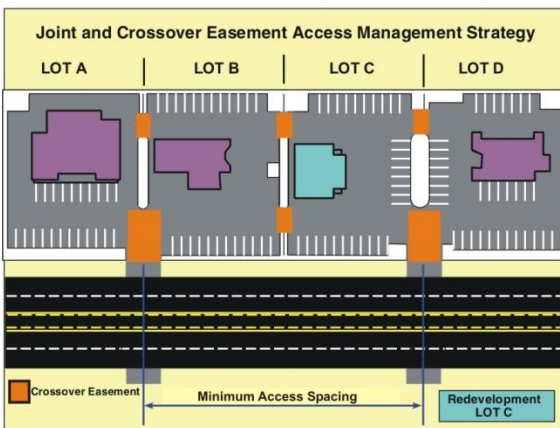 Joint and Crossover Easement Access Management Strategy
LOT A LOT B LOT C LOT D
Crossover Easement
Minimum Access Spacing
Redevelopment
LOT C